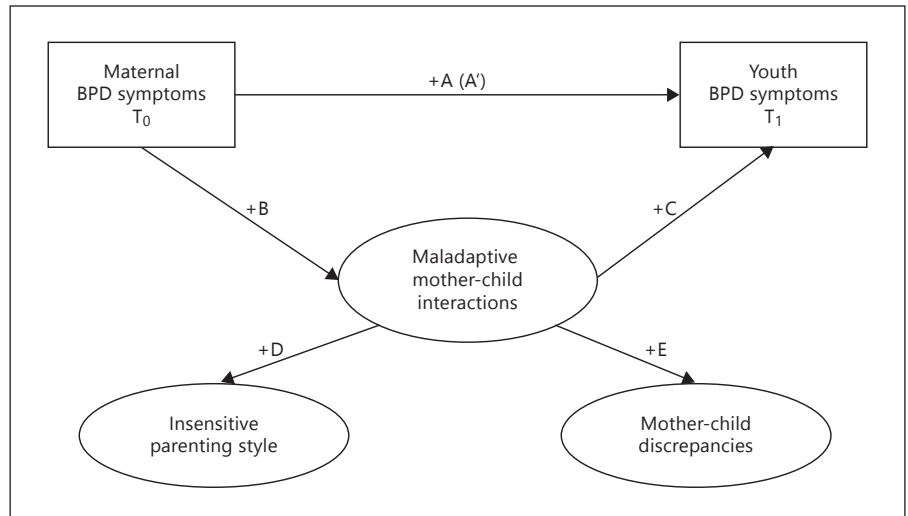 Maternal
BPD symptoms
T0
+A (A’)
Youth
BPD symptoms
T1
+B
+C
Maladaptive
mother-child
interactions
+D
+E
Insensitive
parenting style
Mother-child
discrepancies